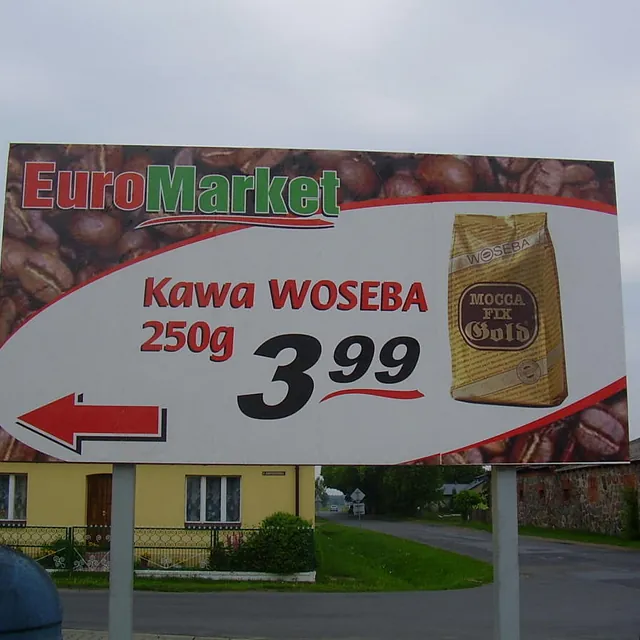 EuroMarket
Kawa WOSEBA
250g
3 99
WOSEBA
MOCCA
FIX
Gold